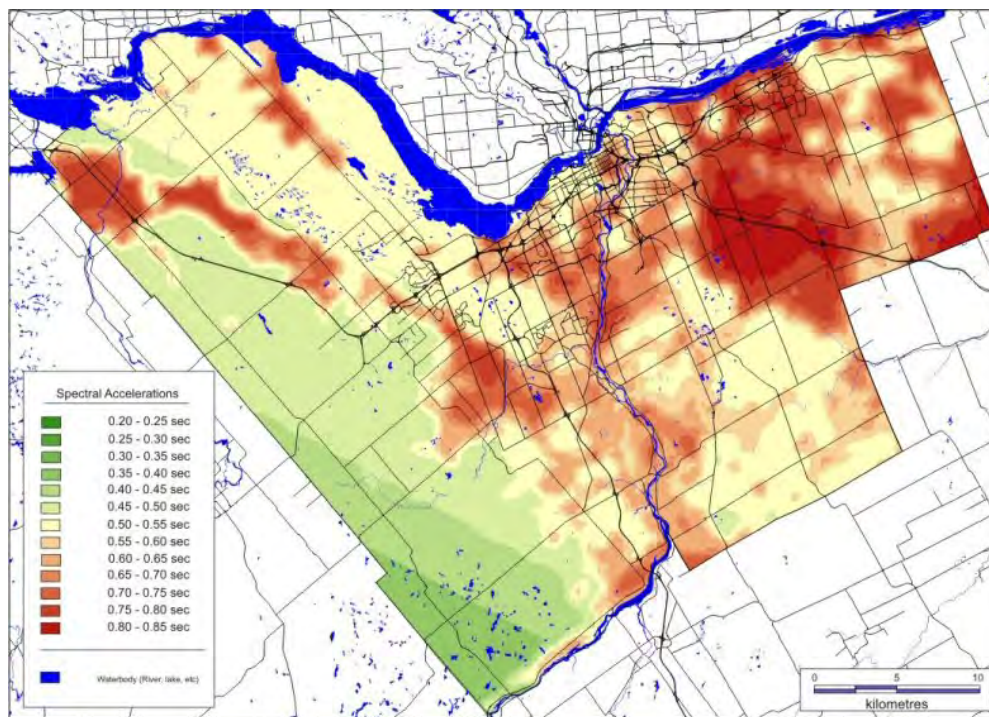 Spectral Accelerations
0.20 - 0.25 sec
0.25 - 0.30 sec
0.30 - 0.35 sec
0.35 - 0.40 sec
0.40 - 0.45 sec
0.45 - 0.50 sec
0.50 - 0.55 sec
0.55 - 0.60 sec
0.60 - 0.65 sec
0.65 - 0.70 sec
0.70 - 0.75 sec
0.75 - 0.80 sec
0.80 - 0.85 sec
Waterbody (River, lake, etc)
0 5 10
kilometres